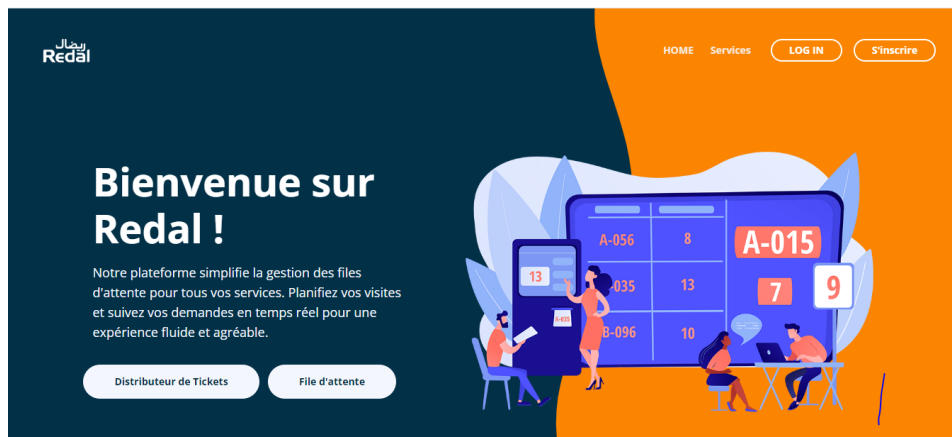 ريضال
Redal
HOME Services LOG IN S'inscrire
Bienvenue sur
Redal !
Notre plateforme simplifie la gestion des files
d'attente pour tous vos services. Planifiez vos visites
et suivez vos demandes en temps réel pour une
expérience fluide et agréable.
Distributeur de Tickets File d'attente
A-056 8
-035 13
B-096 10
A-015
7
9
13
A-035